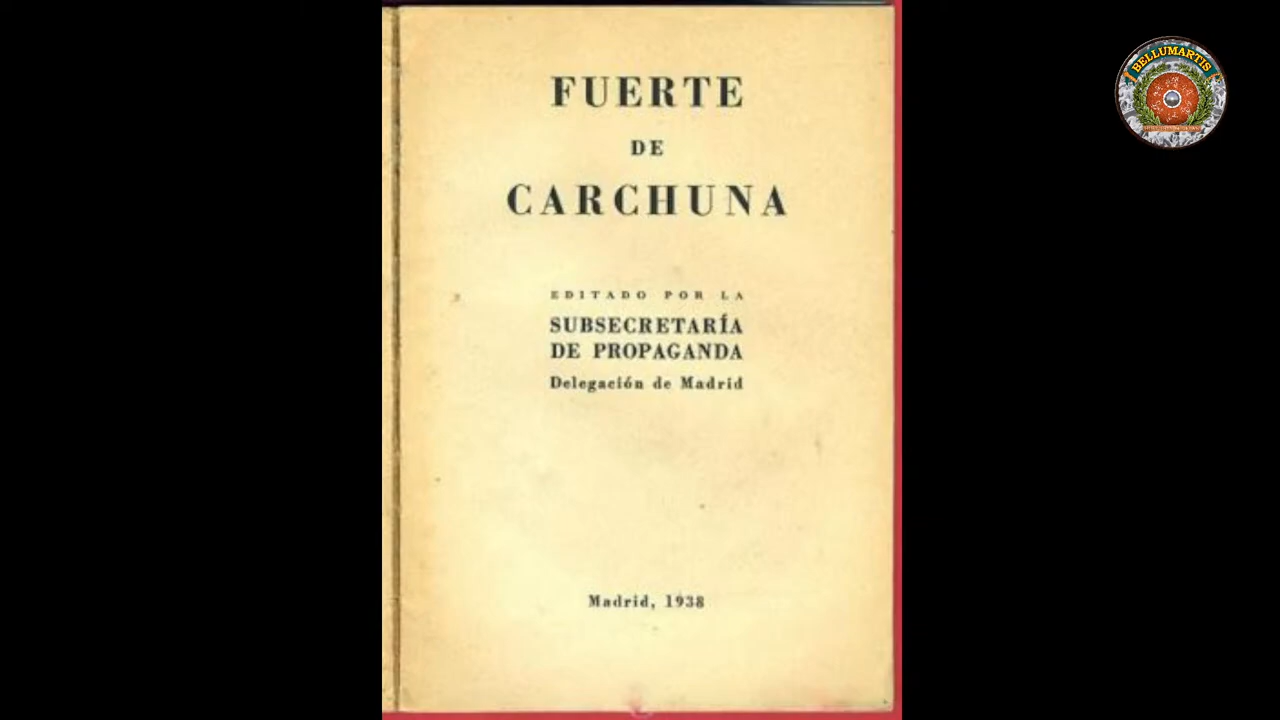 FUERTE
DE
CARCHUNA
EDITADO POR LA
SUBSECRETARÍA
DE PROPAGANDA
Delegación de Madrid
Madrid, 1938
BELLUMARTIS